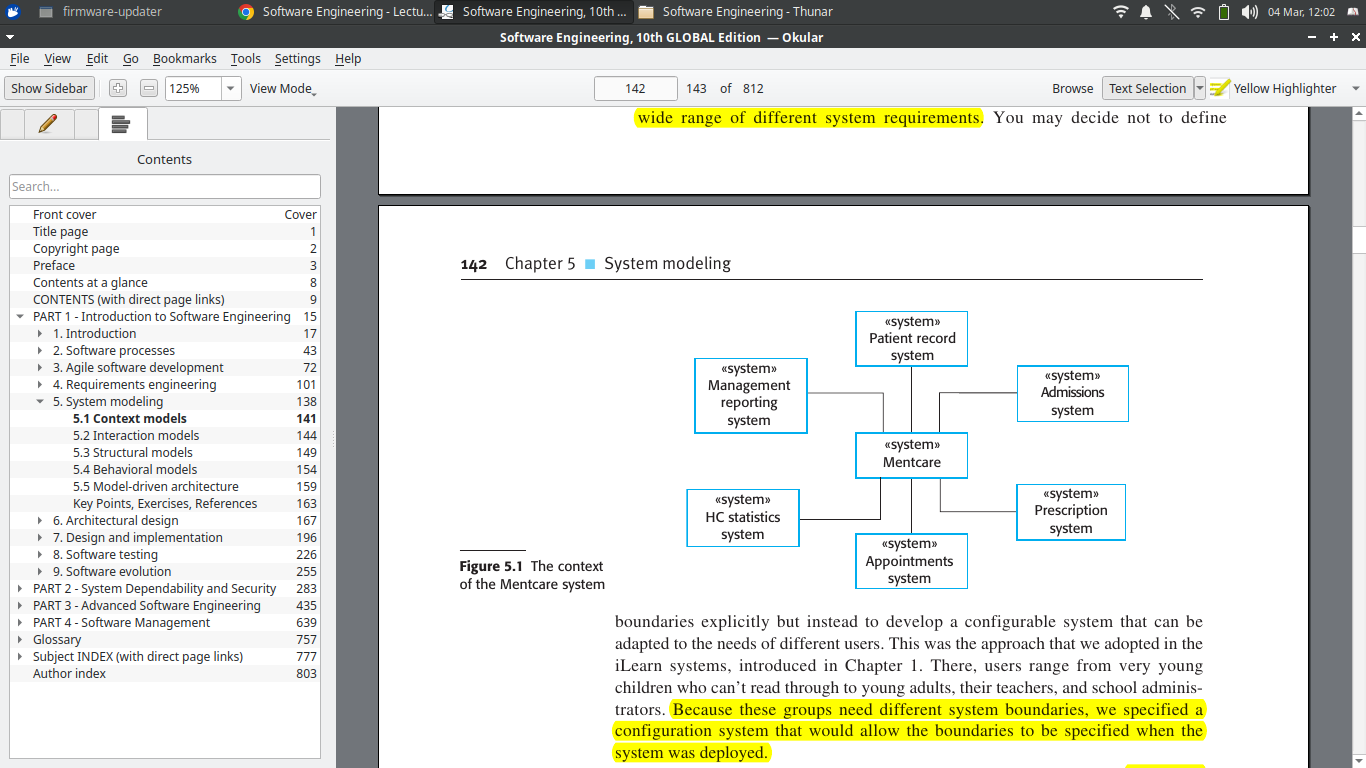 firmware-updater
Software Engineering - Lectu...
Software Engineering, 10th ...
Software Engineering - Thunar
04 Mar, 12:02
Software Engineering, 10th GLOBAL Edition — Okular
File View Edit Go Bookmarks Tools Settings Help
Show Sidebar 125% View Mode 142 143 of 812 Browse Text Selection Yellow Highlighter
Contents
Search...
Front cover Cover
Title page 1
Copyright page 2
Preface 3
Contents at a glance 8
CONTENTS (with direct page links) 9
PART 1 - Introduction to Software Engineering 15
1. Introduction 17
2. Software processes 43
3. Agile software development 72
4. Requirements engineering 101
5. System modeling 138
5.1 Context models 141
5.2 Interaction models 144
5.3 Structural models 149
5.4 Behavioral models 154
5.5 Model-driven architecture 159
Key Points, Exercises, References 163
6. Architectural design 167
7. Design and implementation 196
8. Software testing 226
9. Software evolution 255
PART 2 - System Dependability and Security 283
PART 3 - Advanced Software Engineering 435
PART 4 - Software Management 639
Glossary 757
Subject INDEX (with direct page links) 777
Author index 803
wide range of different system requirements. You may decide not to define
142 Chapter 5 ■ System modeling
«system»
Patient record
system
«system»
Management
reporting
system
«system»
Admissions
system
«system»
Mentcare
«system»
HC statistics
system
«system»
Prescription
system
«system»
Appointments
system
Figure 5.1 The context
of the Mentcare system
boundaries explicitly but instead to develop a configurable system that can be
adapted to the needs of different users. This was the approach that we adopted in the
iLearn systems, introduced in Chapter 1. There, users range from very young
children who can't read through to young adults, their teachers, and school adminis-
trators. Because these groups need different system boundaries, we specified a
configuration system that would allow the boundaries to be specified when the
system was deployed.